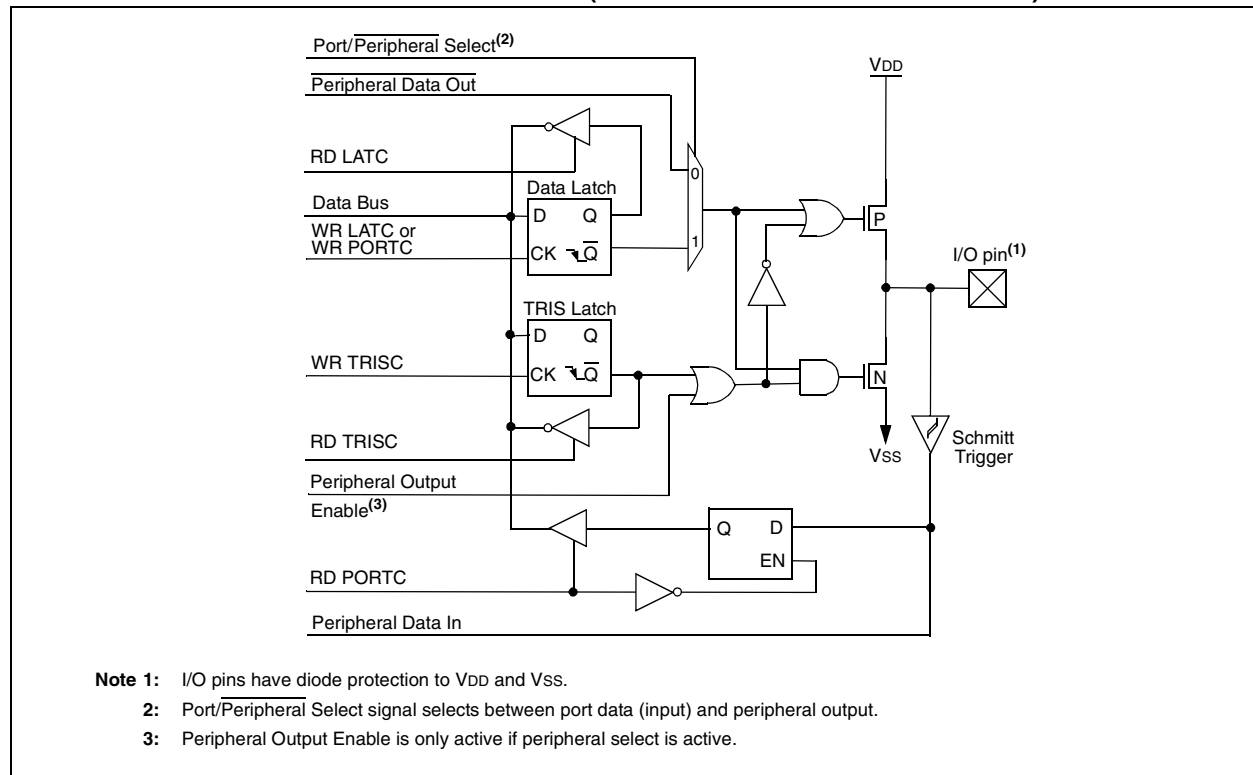 Port/Peripheral Select(2)
Peripheral Data Out
VDD
RD LATC
0
Data Latch
Data Bus
D Q
WR LATC or
WR PORTC
CK Q
1
P
I/O pin(1)
TRIS Latch
D Q
WR TRISC
CK Q
N
RD TRISC
VSS
Schmitt
Trigger
Peripheral Output
Enable(3)
Q D
EN
RD PORTC
Peripheral Data In
Note 1: I/O pins have diode protection to VDD and VSS.
2: Port/Peripheral Select signal selects between port data (input) and peripheral output.
3: Peripheral Output Enable is only active if peripheral select is active.